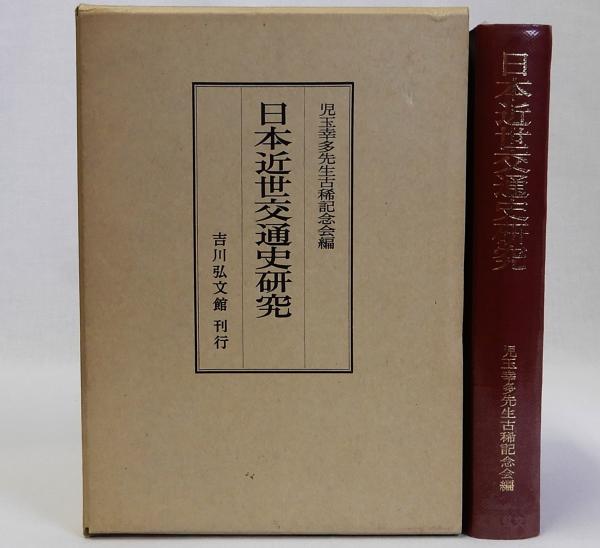 児玉幸多先生古稀記念会編
日本近世交通史研究
吉川弘文館 刊行
日本近世交通史研究
児玉幸多先生古稀記念会編